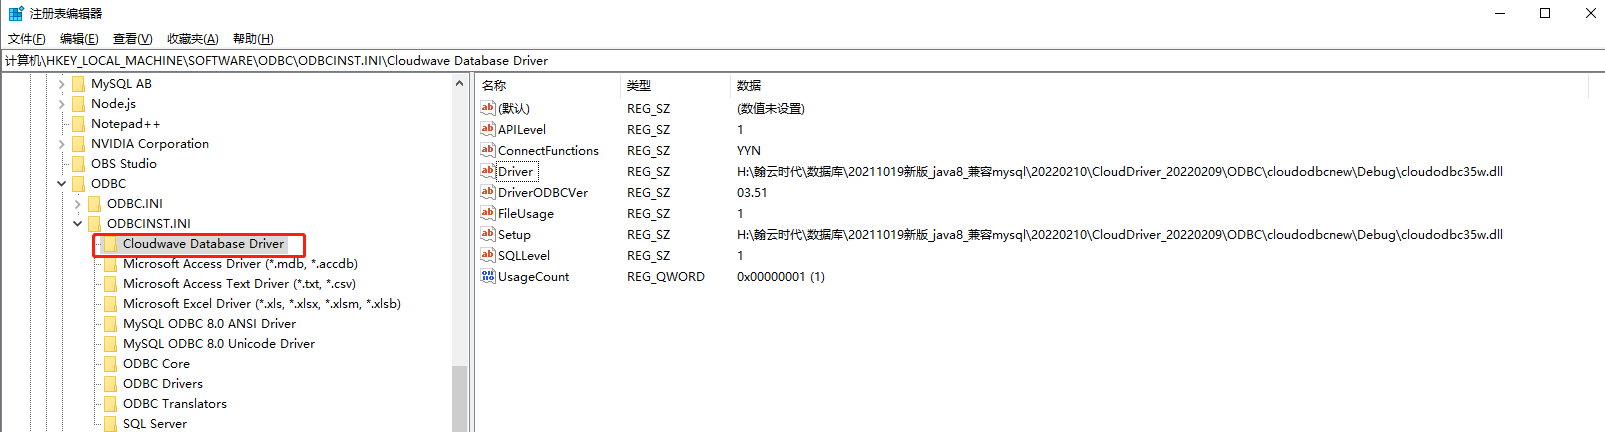 注册表编辑器
文件(F) 编辑(E) 查看(V) 收藏夹(A) 帮助(H)
计算机\HKEY_LOCAL_MACHINE\SOFTWARE\ODBC\ODBCINST.INI\Cloudwave Database Driver
MySQL AB
Node.js
Notepad++
NVIDIA Corporation
OBS Studio
ODBC
ODBC.INI
ODBCINST.INI
Cloudwave Database Driver
Microsoft Access Driver (*.mdb, *.accdb)
Microsoft Access Text Driver (*.txt, *.csv)
Microsoft Excel Driver (*.xls, *.xlsx, *.xlsm, *.xlsb)
MySQL ODBC 8.0 ANSI Driver
MySQL ODBC 8.0 Unicode Driver
ODBC Core
ODBC Drivers
ODBC Translators
SQL Server
名称 类型 数据
ab (默认) REG_SZ (数值未设置)
ab APILevel REG_SZ 1
ab ConnectFunctions REG_SZ YYN
ab Driver REG_SZ H:\翰云时代\数据库\20211019新版_java8_兼容mysql\20220210\CloudDriver_20220209\ODBC\cloudodbcnew\Debug\cloudodbc35w.dll
ab DriverODBCVer REG_SZ 03.51
ab FileUsage REG_SZ 1
ab Setup REG_SZ H:\翰云时代\数据库\20211019新版_java8_兼容mysql\20220210\CloudDriver_20220209\ODBC\cloudodbcnew\Debug\cloudodbc35w.dll
ab SQLLevel REG_SZ 1
UsageCount REG_QWORD 0x00000001 (1)